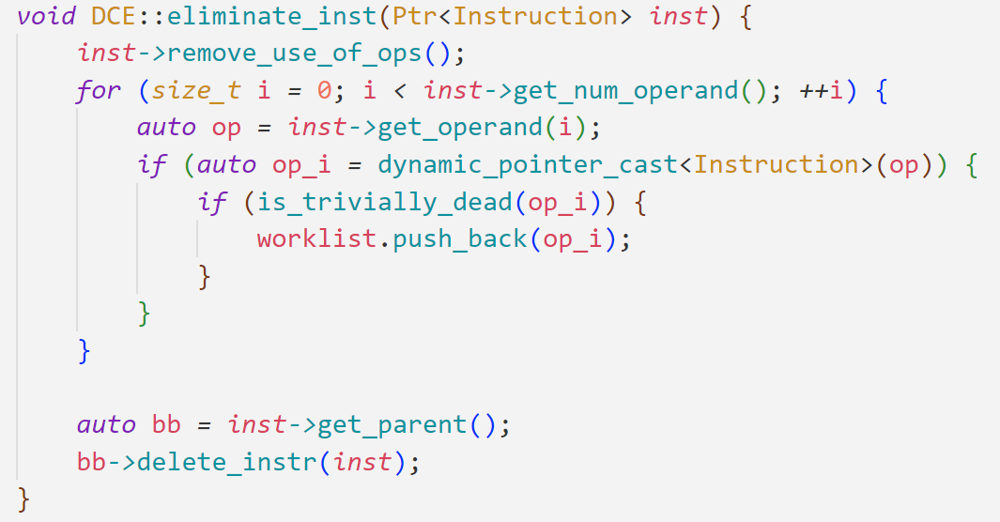 void DCE::eliminate_inst(Ptr<Instruction> inst) {
    inst->remove_use_of_ops();
    for (size_t i = 0; i < inst->get_num_operand(); ++i) {
        auto op = inst->get_operand(i);
        if (auto op_i = dynamic_pointer_cast<Instruction>(op)) {
            if (is_trivially_dead(op_i)) {
                worklist.push_back(op_i);
            }
        }
    }

    auto bb = inst->get_parent();
    bb->delete_instr(inst);
}